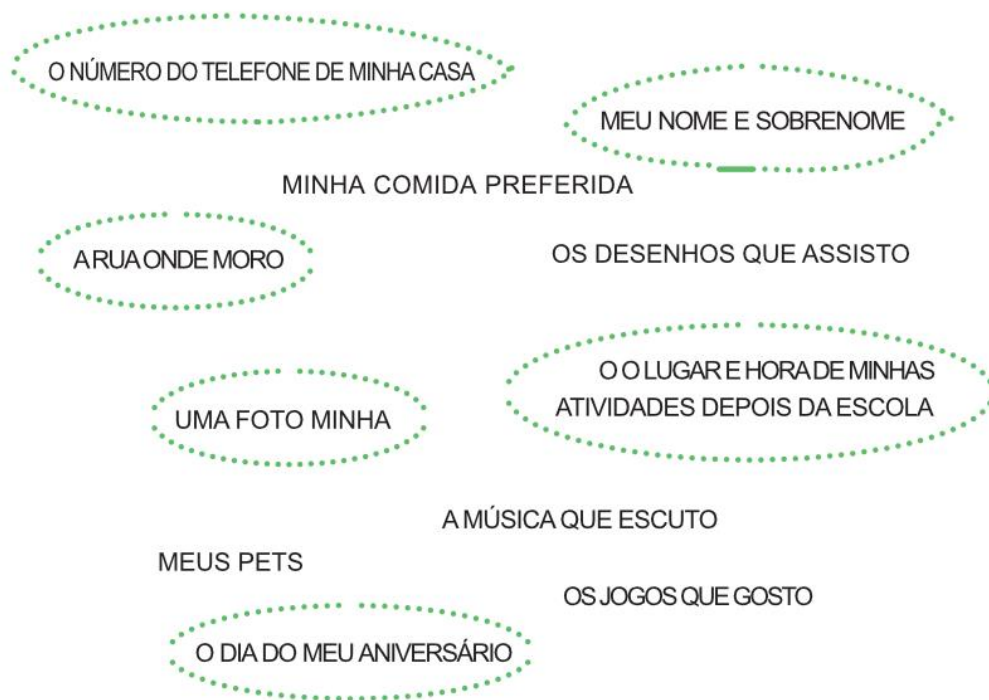 O NÚMERO DO TELEFONE DE MINHA CASA
MEU NOME E SOBRENOME
MINHA COMIDA PREFERIDA
A RUA ONDE MORO
OS DESENHOS QUE ASSISTO
O O LUGAR E HORA DE MINHAS
ATIVIDADES DEPOIS DA ESCOLA
UMA FOTO MINHA
A MÚSICA QUE ESCUTO
MEUS PETS
OS JOGOS QUE GOSTO
O DIA DO MEU ANIVERSÁRIO